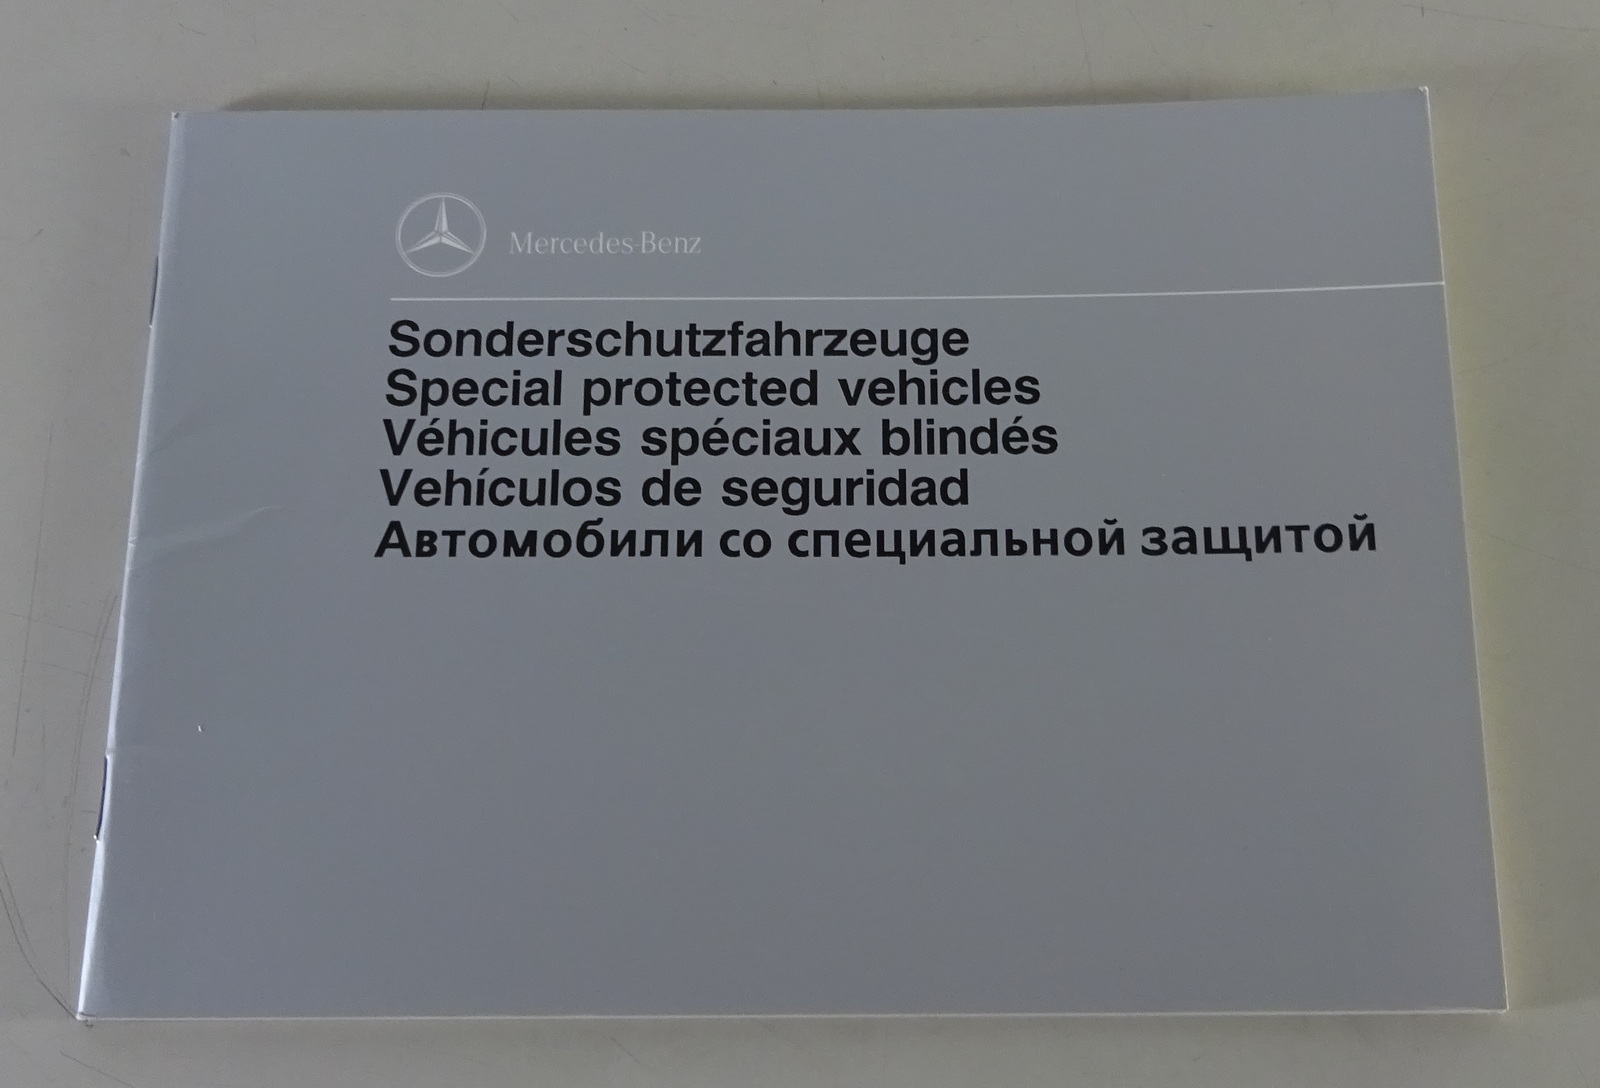 Mercedes-Benz
Sonderschutzfahrzeuge
Special protected vehicles
Véhicules spéciaux blindés
Vehículos de seguridad
Автомобили со специальной защитой